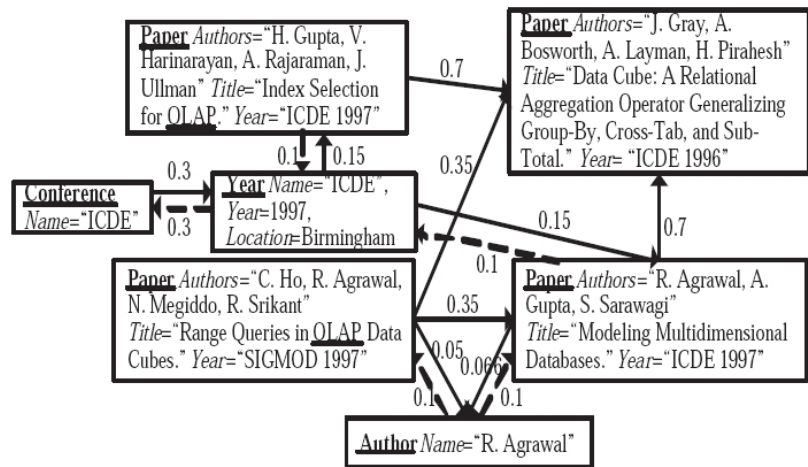 Paper Authors="H. Gupta, V.
Harinarayan, A. Rajaraman, J.
Ullman" Title="Index Selection
for OLAP." Year="ICDE 1997"
Paper Authors="J. Gray, A.
Bosworth, A. Layman, H. Pirahesh"
Title="Data Cube: A Relational
Aggregation Operator Generalizing
Group-By, Cross-Tab, and Sub-
Total." Year= "ICDE 1996"
0.7
0.1
0.15
0.35
Conference
Name="ICDE"
0.3
0.3
Year Name="ICDE",
Year=1997,
Location=Birmingham
0.15
0.1
0.7
Paper Authors="C. Ho, R. Agrawal,
N. Megiddo, R. Srikant"
Title="Range Queries in OLAP Data
Cubes." Year="SIGMOD 1997"
0.35
Paper Authors="R. Agrawal, A.
Gupta, S. Sarawagi"
Title="Modeling Multidimensional
Databases." Year="ICDE 1997"
0.05
0.066
0.1
0.1
Author Name="R. Agrawal"